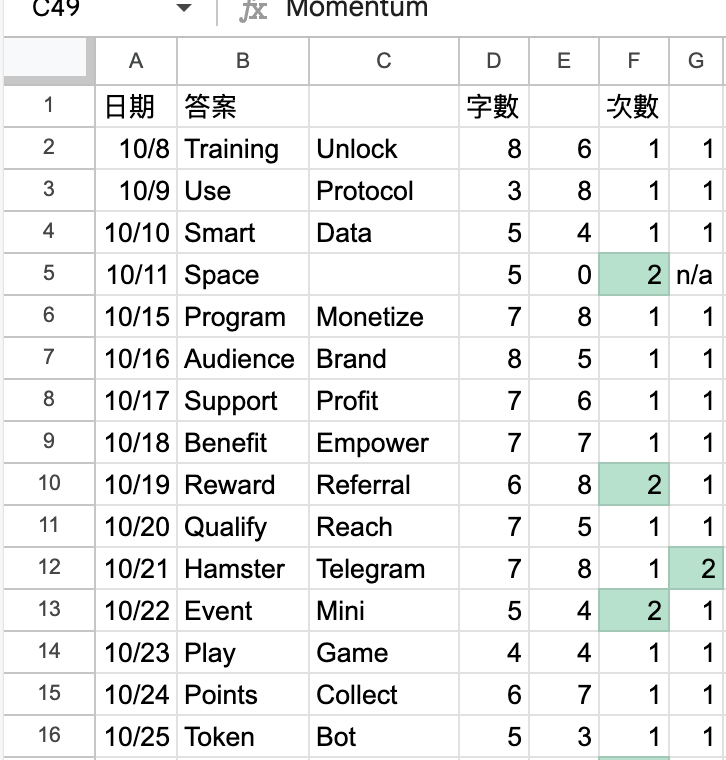 C49 fx Momentum
A B C D E F G
1 日期 答案 字數 次數
2 10/8 Training Unlock 8 6 1 1
3 10/9 Use Protocol 3 8 1 1
4 10/10 Smart Data 5 4 1 1
5 10/11 Space 5 0 2 n/a
6 10/15 Program Monetize 7 8 1 1
7 10/16 Audience Brand 8 5 1 1
8 10/17 Support Profit 7 6 1 1
9 10/18 Benefit Empower 7 7 1 1
10 10/19 Reward Referral 6 8 2 1
11 10/20 Qualify Reach 7 5 1 1
12 10/21 Hamster Telegram 7 8 1 2
13 10/22 Event Mini 5 4 2 1
14 10/23 Play Game 4 4 1 1
15 10/24 Points Collect 6 7 1 1
16 10/25 Token Bot 5 3 1 1